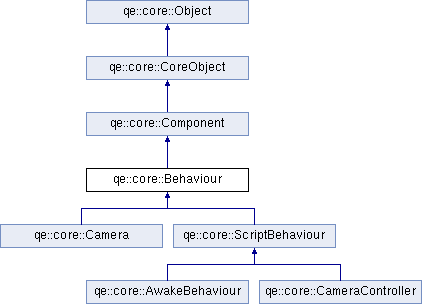 qe::core::Object
qe::core::CoreObject
qe::core::Component
qe::core::Behaviour
qe::core::Camera
qe::core::ScriptBehaviour
qe::core::AwakeBehaviour
qe::core::CameraController